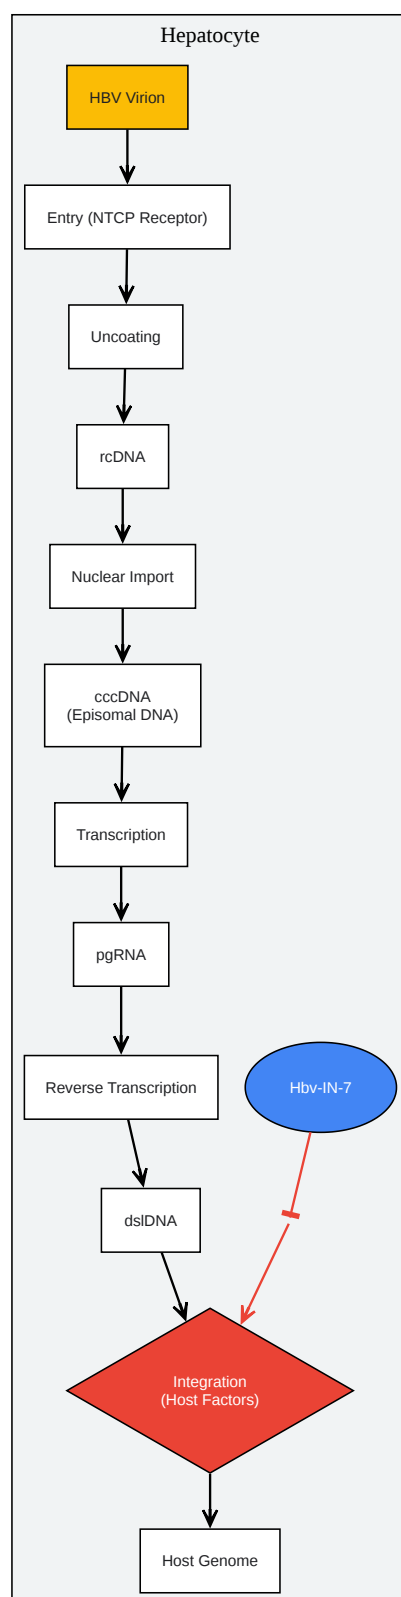 Hepatocyte
HBV Virion
Entry (NTCP Receptor)
Uncoating
rcDNA
Nuclear Import
cccDNA
(Episomal DNA)
Transcription
pgRNA
Reverse Transcription
Hbv-IN-7
dslDNA
Integration
(Host Factors)
Host Genome